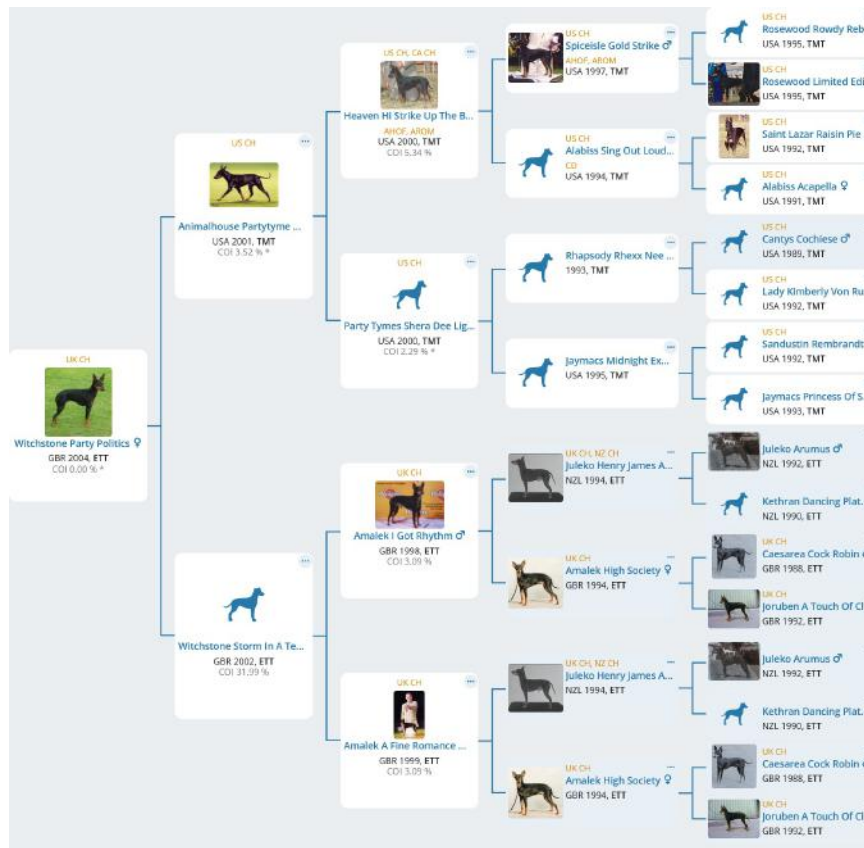 UK CH
Witchstone Party Politics ♀
GBR 2004, ETT
COI 0.00 % *
US CH
Animalhouse Partytyme ...
USA 2001, TMT
COI 3.52 % *
Witchstone Storm In A Te...
GBR 2002, ETT
COI 31.99 %
US CH, CA CH
Heaven Hi Strike Up The B...
AHOF, AROM
USA 2000, TMT
COI 5.34 %
US CH
Party Tymes Shera Dee Lig...
USA 2000, TMT
COI 2.29 % *
UK CH
Amalek I Got Rhythm ♂
GBR 1998, ETT
COI 3.09 %
UK CH
Amalek A Fine Romance ...
GBR 1999, ETT
COI 3.09 %
US CH
Spiceisle Gold Strike ♂
AHOF, AROM
USA 1997, TMT
US CH
Alabiss Sing Out Loud...
CD
USA 1994, TMT
Rhapsody Rhexx Nee ...
1993, TMT
Jaymacs Midnight Ex...
USA 1995, TMT
UK CH, NZ CH
Juleko Henry James A...
NZL 1994, ETT
UK CH
Amalek High Society ♀
GBR 1994, ETT
UK CH, NZ CH
Juleko Henry James A...
NZL 1994, ETT
UK CH
Amalek High Society ♀
GBR 1994, ETT
US CH
Rosewood Rowdy Reb
USA 1995, TMT
US CH
Rosewood Limited Edi
USA 1995, TMT
US CH
Saint Lazar Raisin Pie
USA 1992, TMT
US CH
Alabiss Acapella ♀
USA 1991, TMT
US CH
Cantys Cochiese ♂
USA 1989, TMT
US CH
Lady Kimberly Von Ru
USA 1992, TMT
US CH
Sandustin Rembrandt
USA 1992, TMT
Jaymacs Princess Of S
USA 1993, TMT
Juleko Arumus ♂
NZL 1992, ETT
Kethran Dancing Plat.
NZL 1990, ETT
UK CH
Caesarea Cock Robin
GBR 1988, ETT
UK CH
Joruben A Touch Of Cl
GBR 1992, ETT
Juleko Arumus ♂
NZL 1992, ETT
Kethran Dancing Plat.
NZL 1990, ETT
UK CH
Caesarea Cock Robin
GBR 1988, ETT
UK CH
Joruben A Touch Of Cl
GBR 1992, ETT